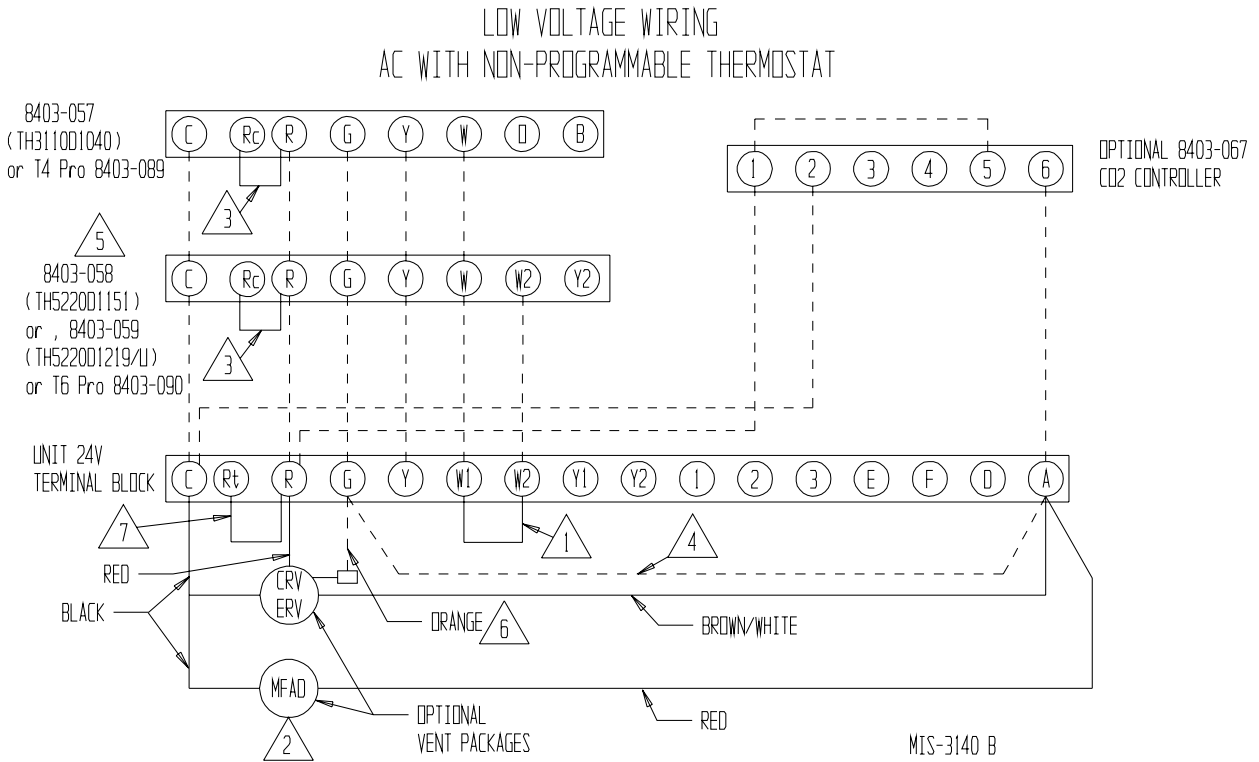 LOW VOLTAGE WIRING
AC WITH NON-PROGRAMMABLE THERMOSTAT
8403-057
(TH3110D1040)
or T4 Pro 8403-089
C Rc R G Y W O B
3
1 2 3 4 5 6
OPTIONAL 8403-067
CO2 CONTROLLER
5
8403-058
(TH5220D1151)
or , 8403-059
(TH5220D1219/U)
or T6 Pro 8403-090
C Rc R G Y W W2 Y2
3
UNIT 24V
TERMINAL BLOCK
C Rt R G Y W1 W2 Y1 Y2 1 2 3 E F D A
7
1
4
RED
CRV
ERV
BLACK
ORANGE
6
BROWN/WHITE
MFAD
2
OPTIONAL
VENT PACKAGES
RED
MIS-3140 B